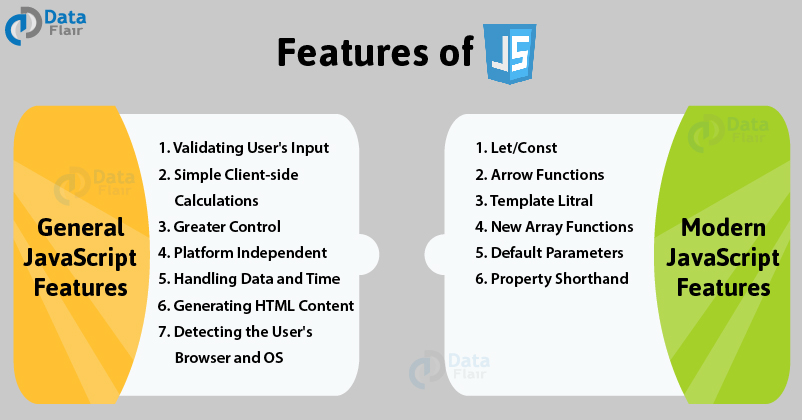 Data
Flair
Features of JS
General
JavaScript
Features
1. Validating User's Input
2. Simple Client-side
Calculations
3. Greater Control
4. Platform Independent
5. Handling Data and Time
6. Generating HTML Content
7. Detecting the User's
Browser and OS
1. Let/Const
2. Arrow Functions
3. Template Litral
4. New Array Functions
5. Default Parameters
6. Property Shorthand
Modern
JavaScript
Features
Data
Flair
Data
Flair
Data
Flair